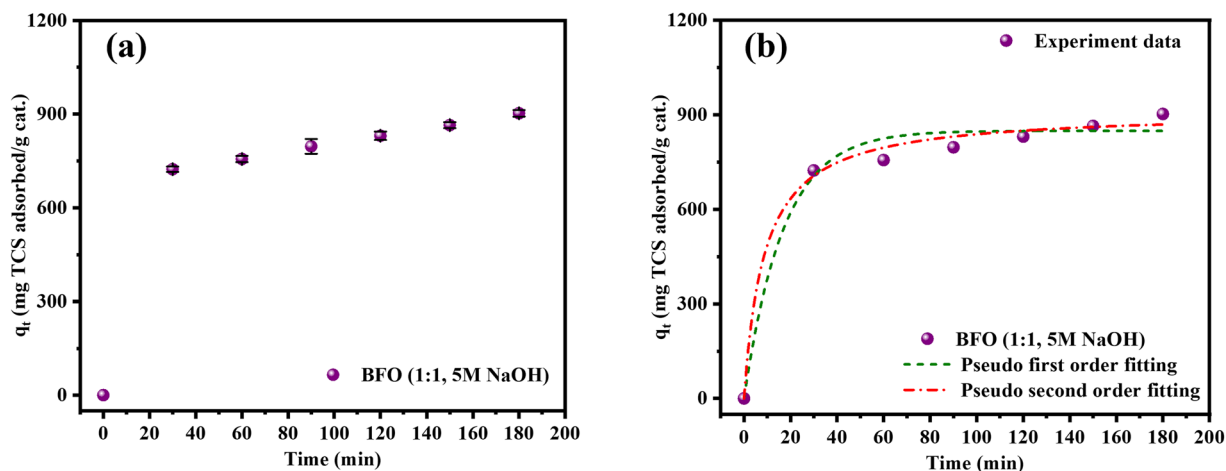 (a)
1200
900
600
300
0
qt (mg TCS adsorbed/g cat.)
BFO (1:1, 5M NaOH)
0 20 40 60 80 100 120 140 160 180 200
Time (min)
(b)
1200
900
600
300
0
qt (mg TCS adsorbed/g cat.)
Experiment data
BFO (1:1, 5M NaOH)
Pseudo first order fitting
Pseudo second order fitting
0 20 40 60 80 100 120 140 160 180 200
Time (min)